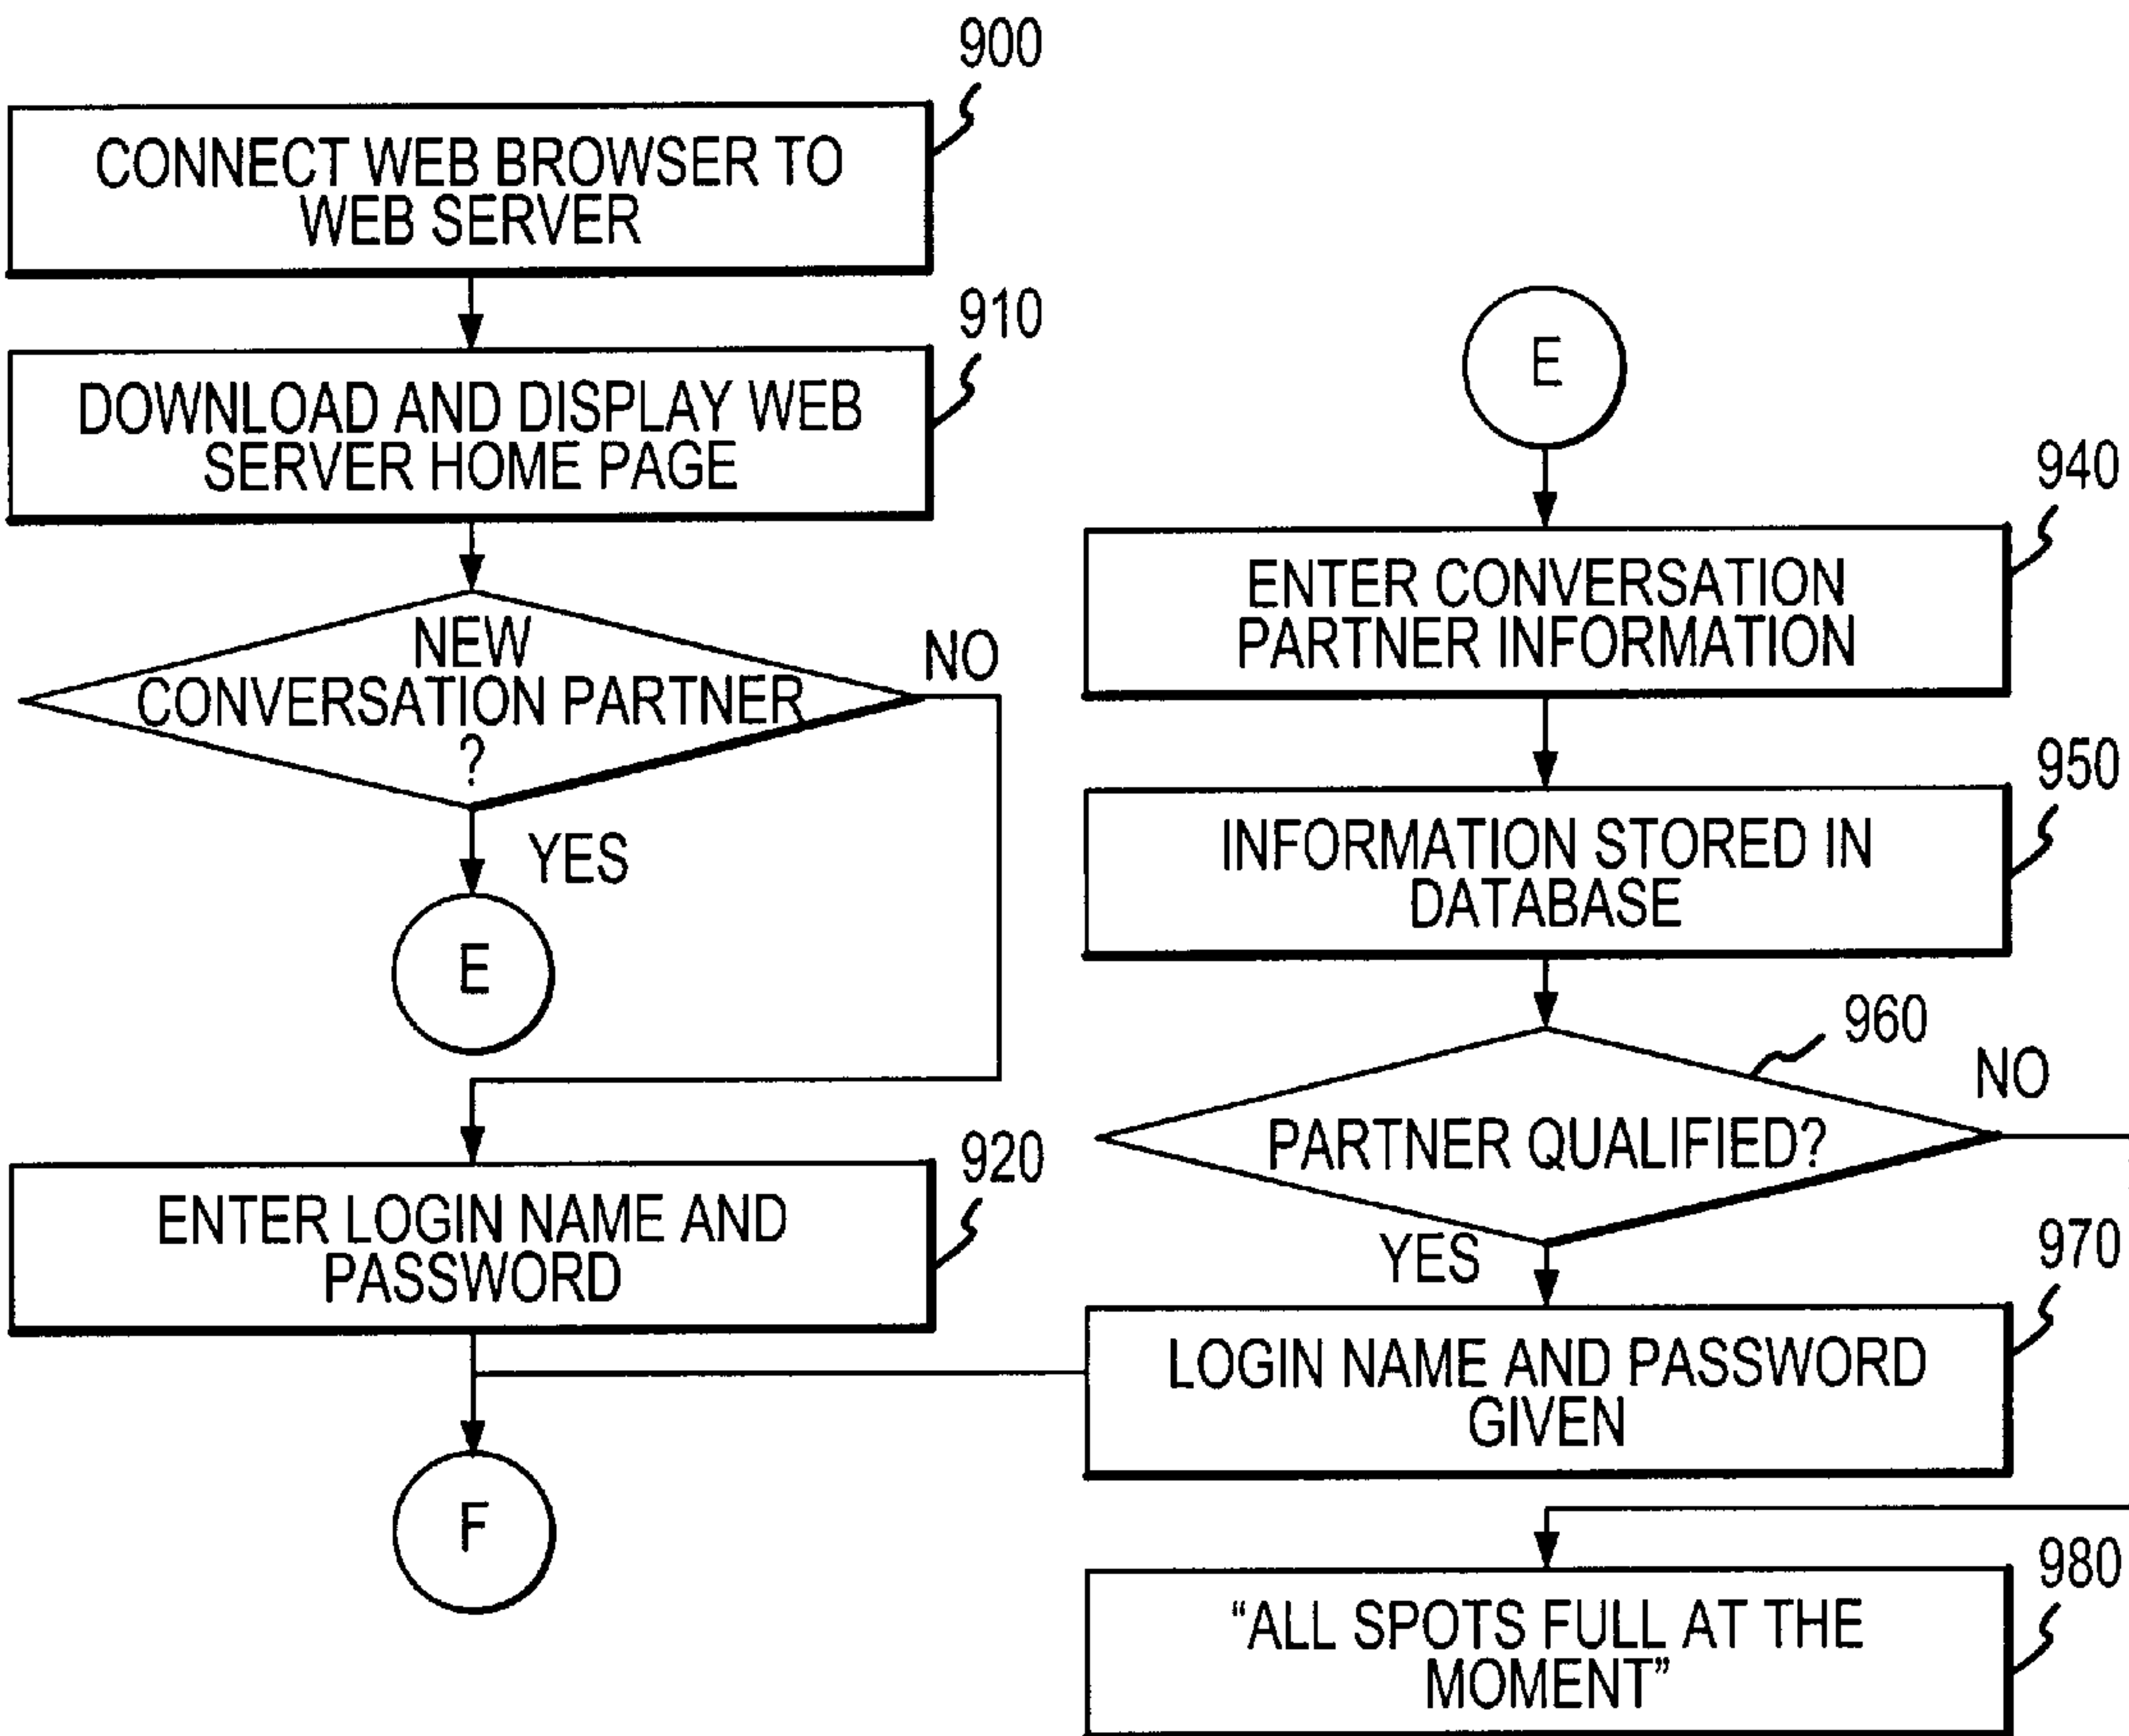 900
CONNECT WEB BROWSER TO
WEB SERVER
910
DOWNLOAD AND DISPLAY WEB
SERVER HOME PAGE
NEW
CONVERSATION PARTNER
?
NO
YES
E
920
ENTER LOGIN NAME AND
PASSWORD
F
E
940
ENTER CONVERSATION
PARTNER INFORMATION
950
INFORMATION STORED IN
DATABASE
960
PARTNER QUALIFIED?
NO
YES
970
LOGIN NAME AND PASSWORD
GIVEN
980
“ALL SPOTS FULL AT THE
MOMENT”